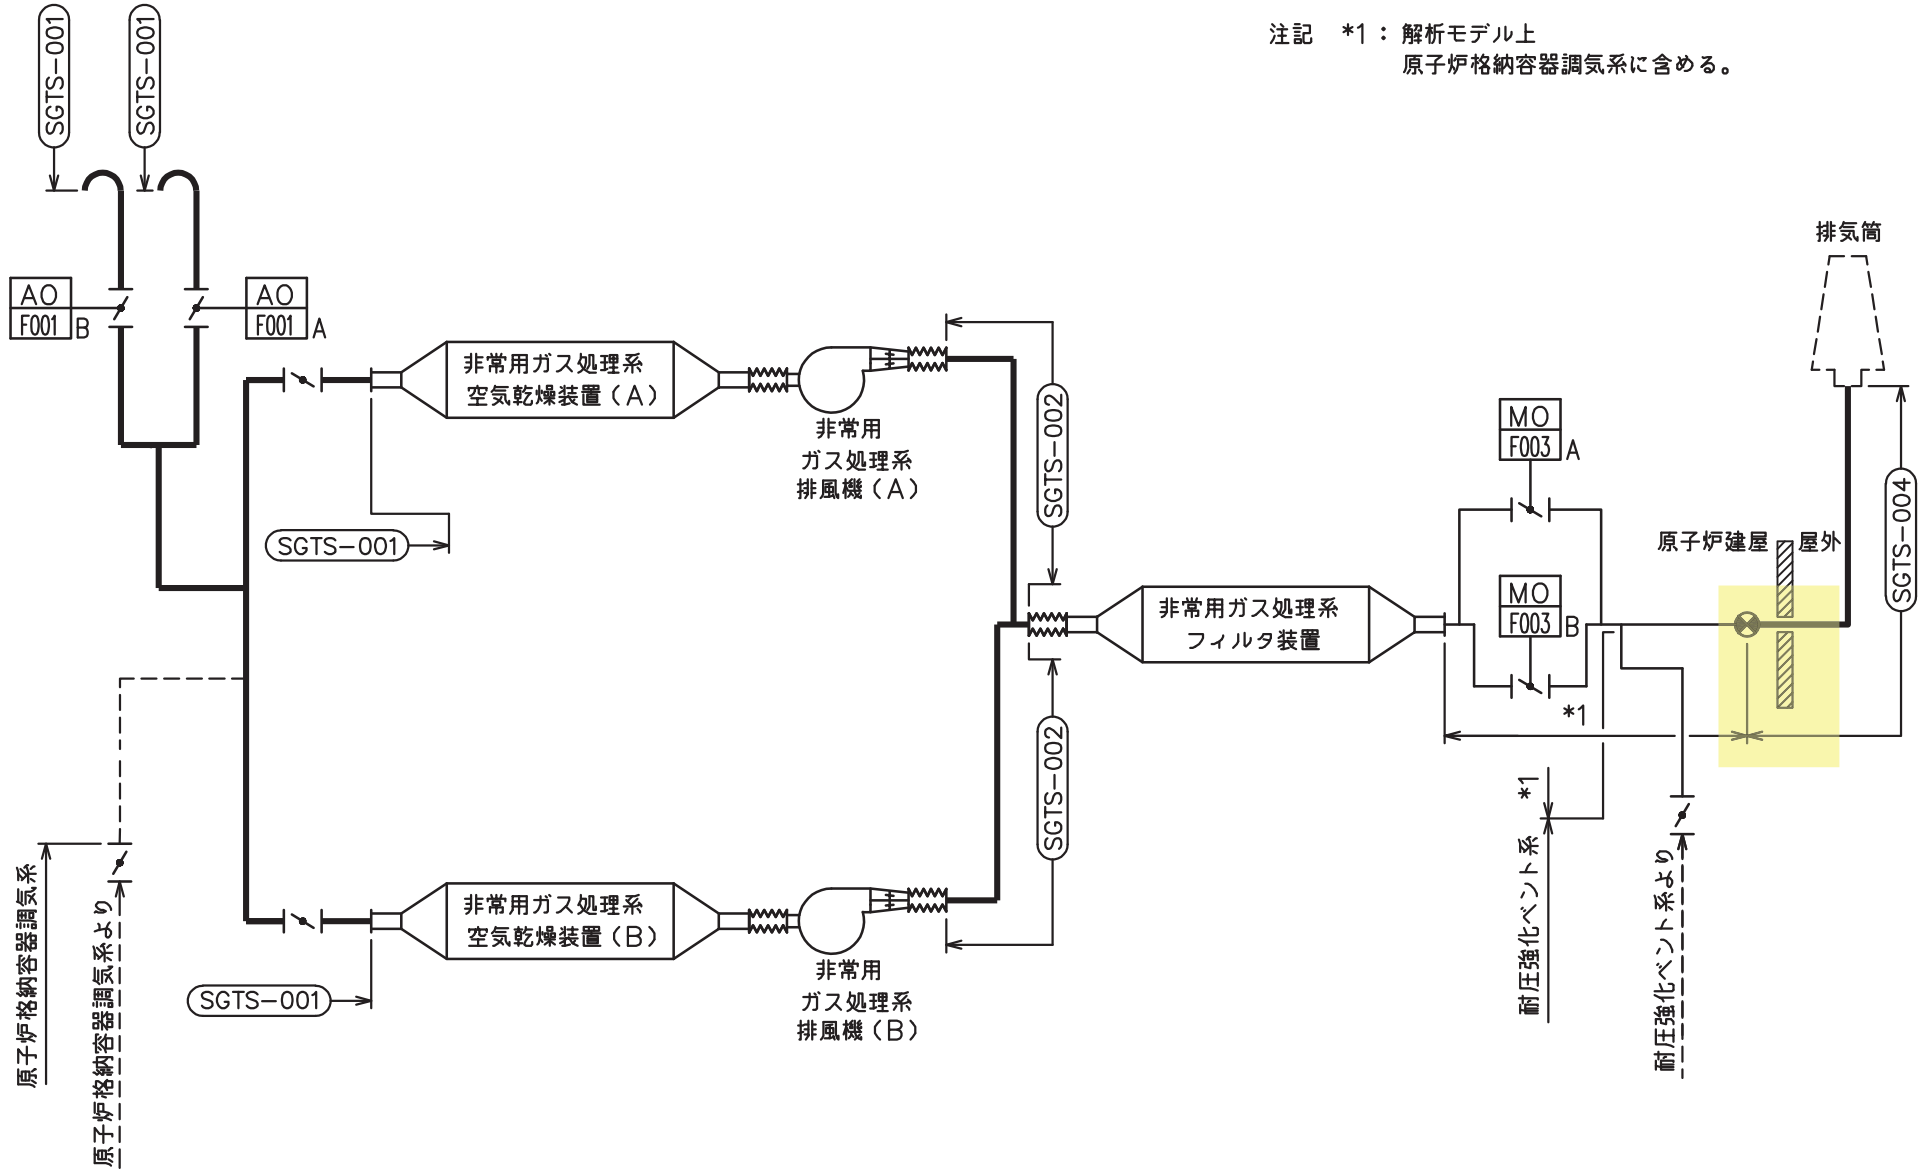 SGTS-001
SGTS-001
注記 *1：解析モデル上
原子炉格納容器調気系に含める。
排気筒
AO
F001
B
AO
F001
A
非常用ガス処理系
空気乾燥装置（A）
非常用
ガス処理系
排風機（A）
SGTS-002
MO
F003
A
SGTS-004
SGTS-001
原子炉建屋
屋外
MO
F003
B
非常用ガス処理系
フィルタ装置
*1
SGTS-002
*1
耐圧強化ベント系
耐圧強化ベント系より
原子炉格納容器調気系
原子炉格納容器調気系より
非常用ガス処理系
空気乾燥装置（B）
非常用
ガス処理系
排風機（B）
SGTS-001